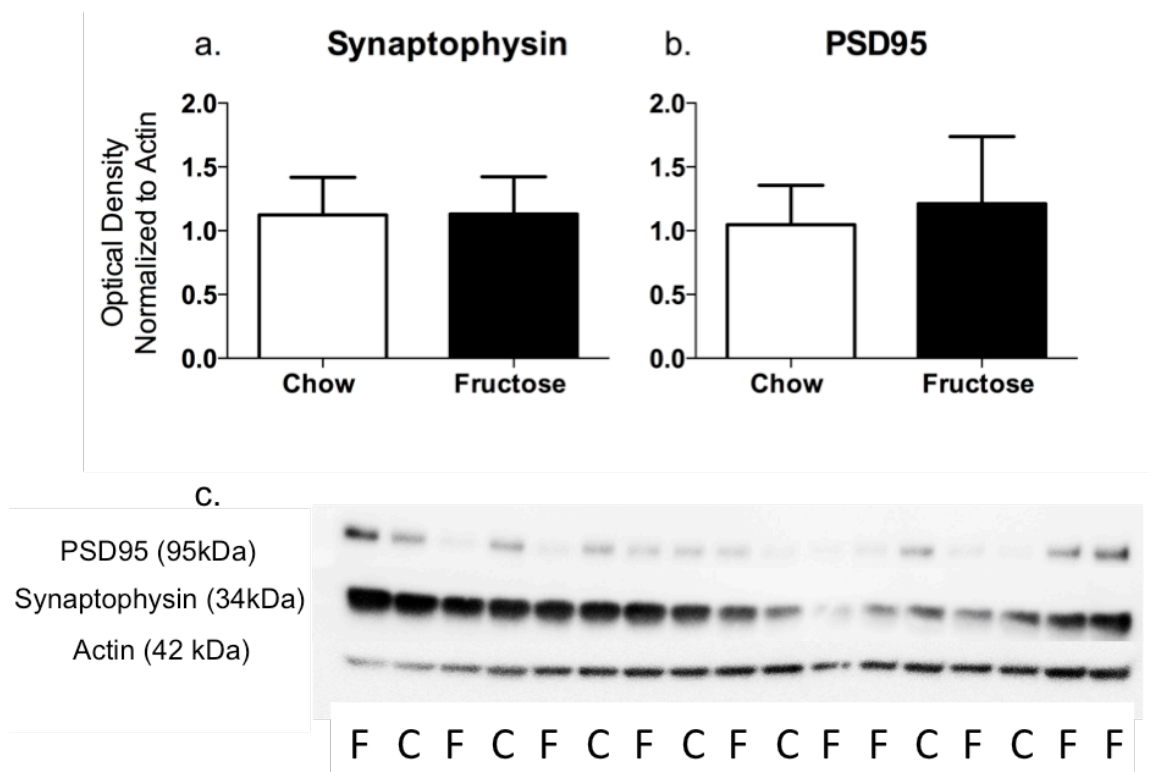 a. Synaptophysin
b. PSD95
Optical Density
Normalized to Actin
2.0
1.5
1.0
0.5
0.0
Chow Fructose
2.0
1.5
1.0
0.5
0.0
Chow Fructose
c.
PSD95 (95kDa)
Synaptophysin (34kDa)
Actin (42 kDa)
F C F C F C F C F C F F C F C F F